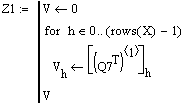 Z1 := V ← 0
for h ∈ 0.. (rows(X) − 1)
V_h ← [(Q7^T)^⟨1⟩]_h
V